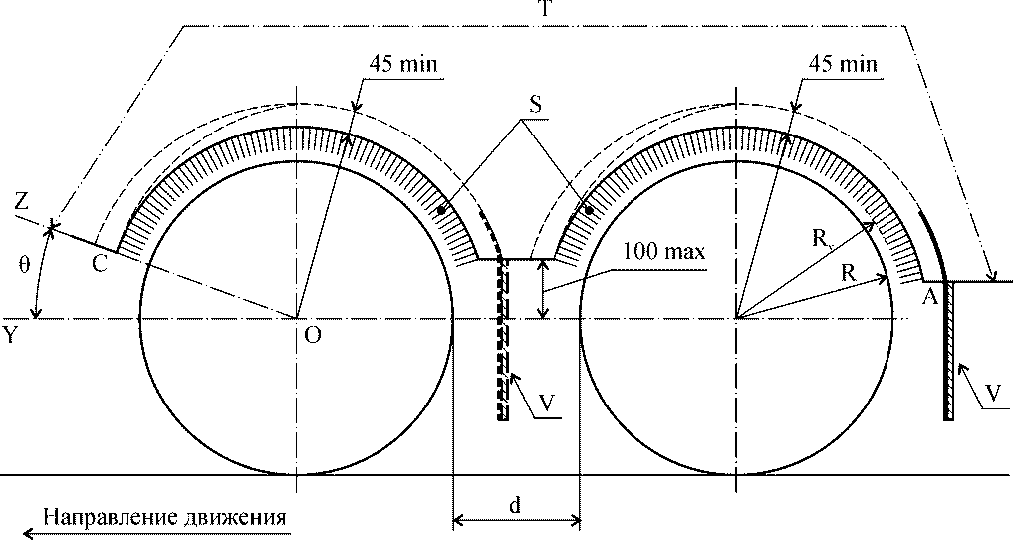 T
45 min
45 min
S
Z
C
θ
100 max
Rv
R
A
Y
O
V
V
d
Направление движения